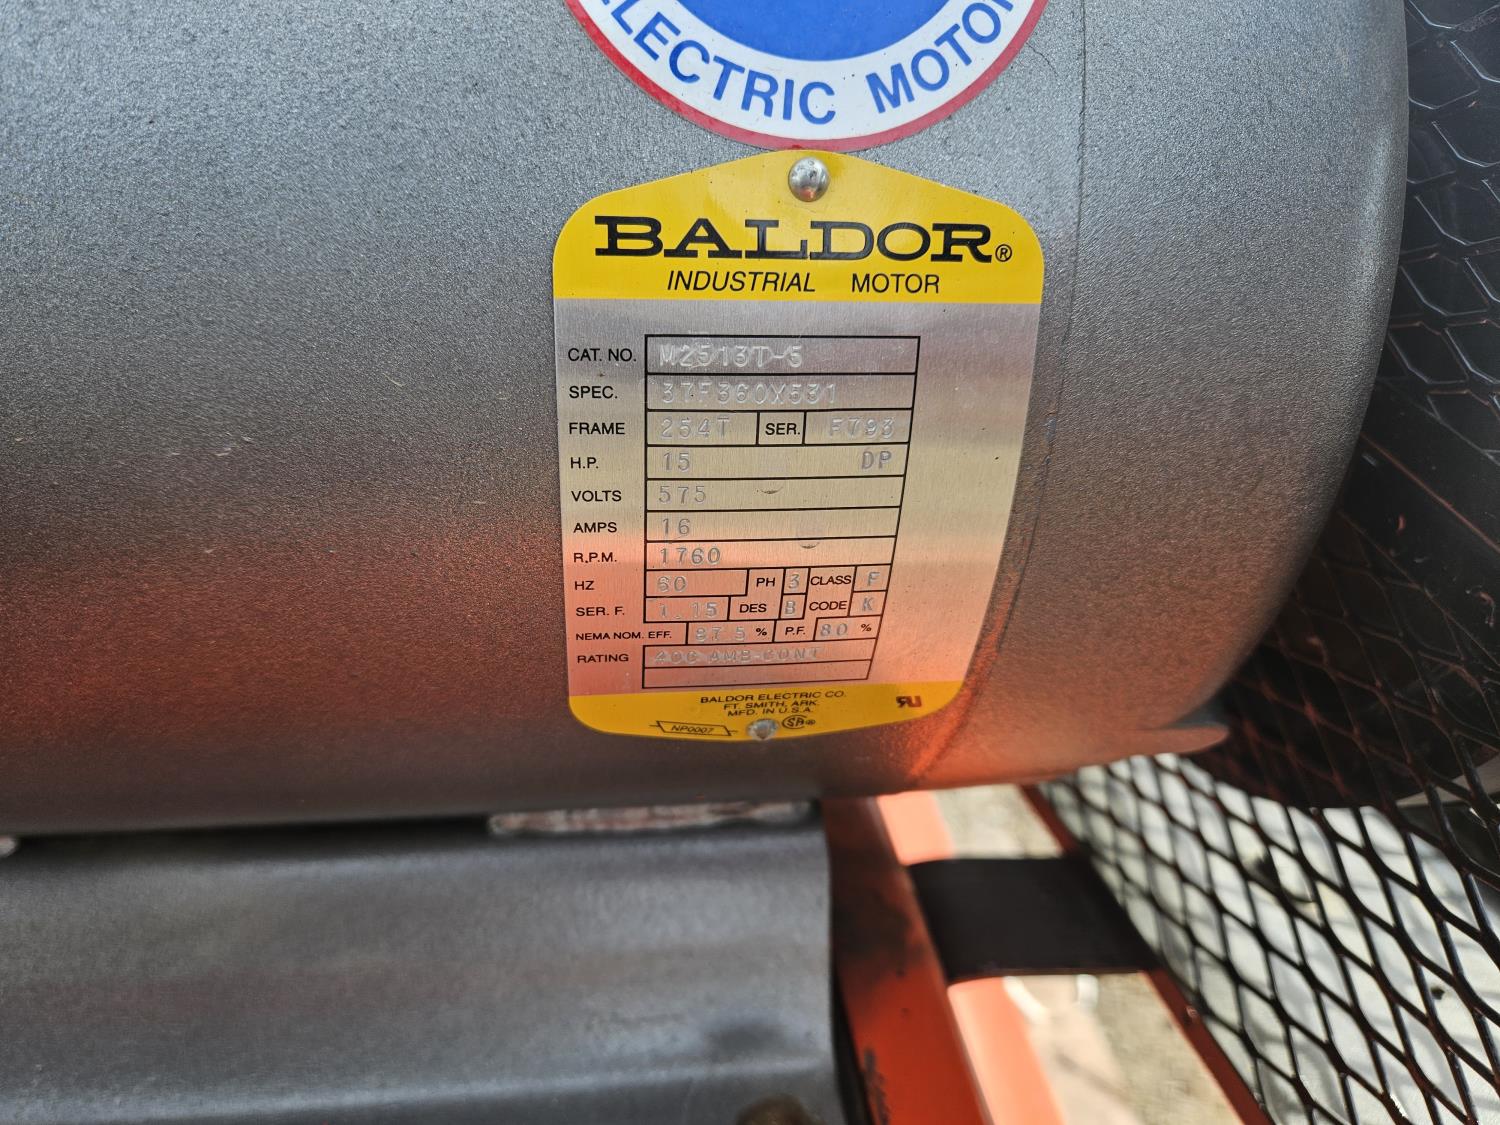 ELECTRIC MOTOR
BALDOR®
INDUSTRIAL MOTOR
CAT. NO. M2513T-5
SPEC. 37F360X531
FRAME 254T SER. F793
H.P. 15 DP
VOLTS 575
AMPS 16
R.P.M. 1760
HZ 60 PH 3 CLASS F
SER. F. 1.15 DES B CODE K
NEMA NOM. EFF. 87.5 % P.F. 80 %
RATING 40C AMB-CONT
BALDOR ELECTRIC CO.
FT. SMITH, ARK.
MFD. IN U.S.A.
NP0007